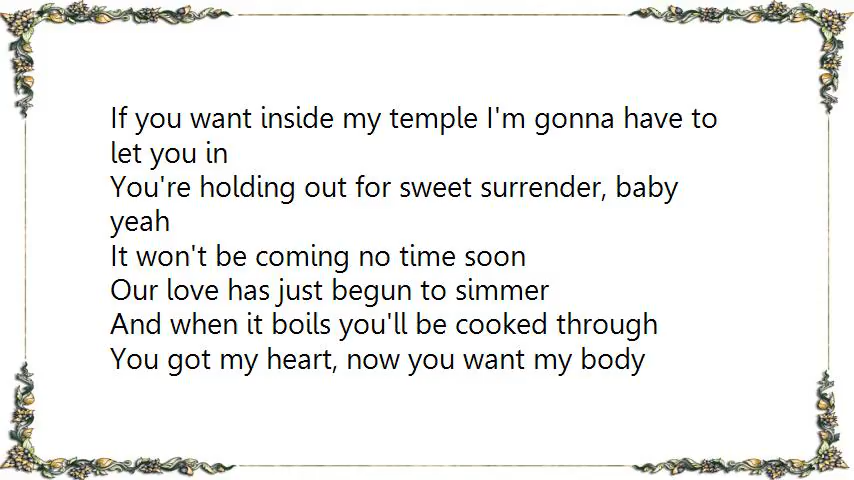 If you want inside my temple I'm gonna have to
let you in
You're holding out for sweet surrender, baby
yeah
It won't be coming no time soon
Our love has just begun to simmer
And when it boils you'll be cooked through
You got my heart, now you want my body